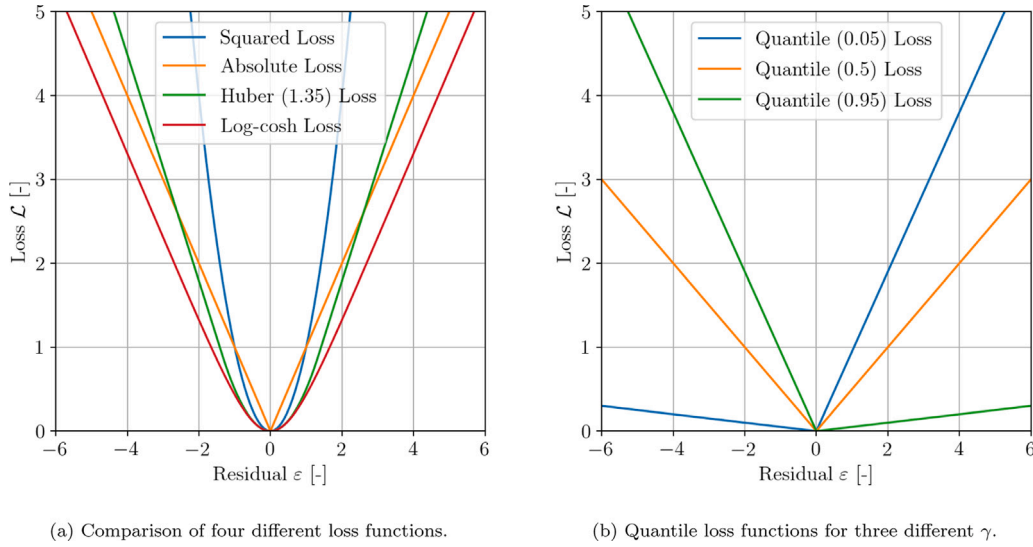 5
4
3
2
1
0
Loss ℒ [-]
Squared Loss
Absolute Loss
Huber (1.35) Loss
Log-cosh Loss
−6 −4 −2 0 2 4 6
Residual ε [-]
(a) Comparison of four different loss functions.
5
4
3
2
1
0
Loss ℒ [-]
Quantile (0.05) Loss
Quantile (0.5) Loss
Quantile (0.95) Loss
−6 −4 −2 0 2 4 6
Residual ε [-]
(b) Quantile loss functions for three different γ.